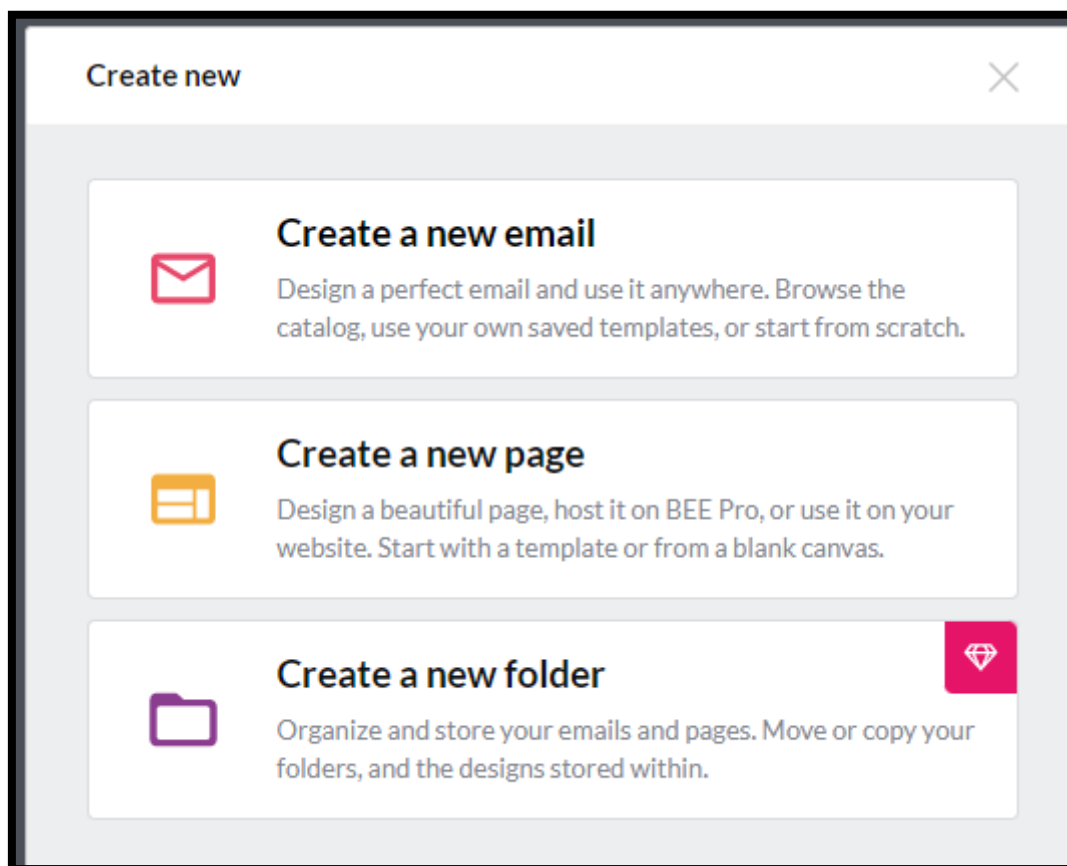 Create new
Create a new email
Design a perfect email and use it anywhere. Browse the
catalog, use your own saved templates, or start from scratch.
Create a new page
Design a beautiful page, host it on BEE Pro, or use it on your
website. Start with a template or from a blank canvas.
Create a new folder
Organize and store your emails and pages. Move or copy your
folders, and the designs stored within.